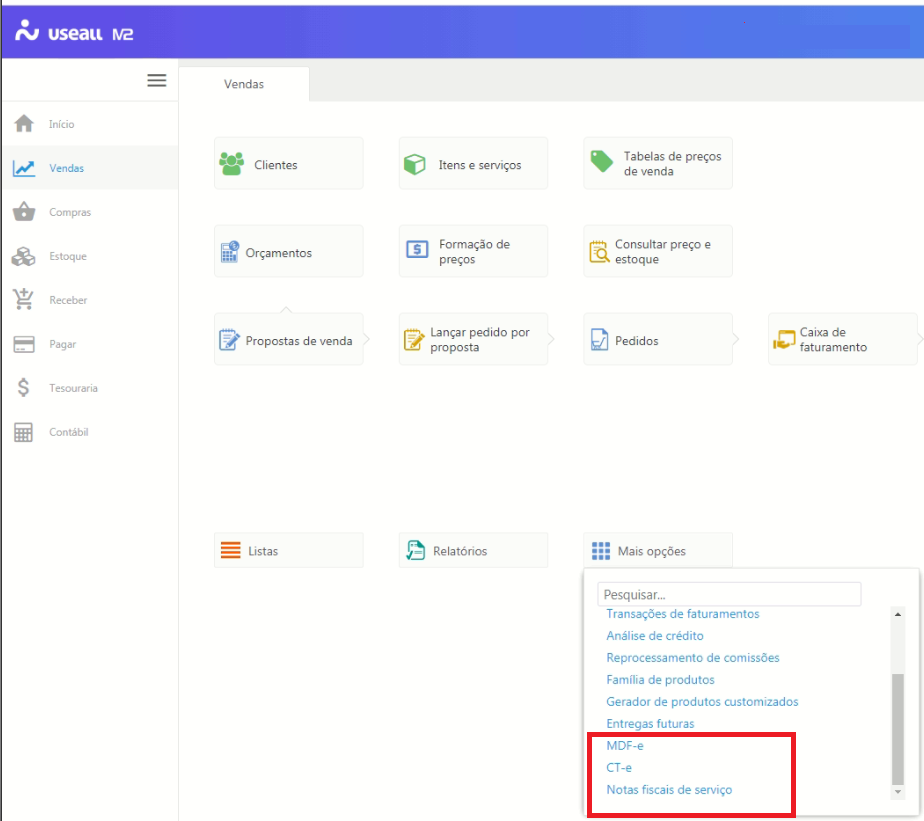 useall M2
Vendas
Início
Vendas
Compras
Estoque
Receber
Pagar
Tesouraria
Contábil
Clientes
Itens e serviços
Tabelas de preços
de venda
Orçamentos
Formação de
preços
Consultar preço e
estoque
Propostas de venda
Lançar pedido por
proposta
Pedidos
Caixa de
faturamento
Listas
Relatórios
Mais opções
Pesquisar...
Transações de faturamentos
Análise de crédito
Reprocessamento de comissões
Família de produtos
Gerador de produtos customizados
Entregas futuras
MDF-e
CT-e
Notas fiscais de serviço